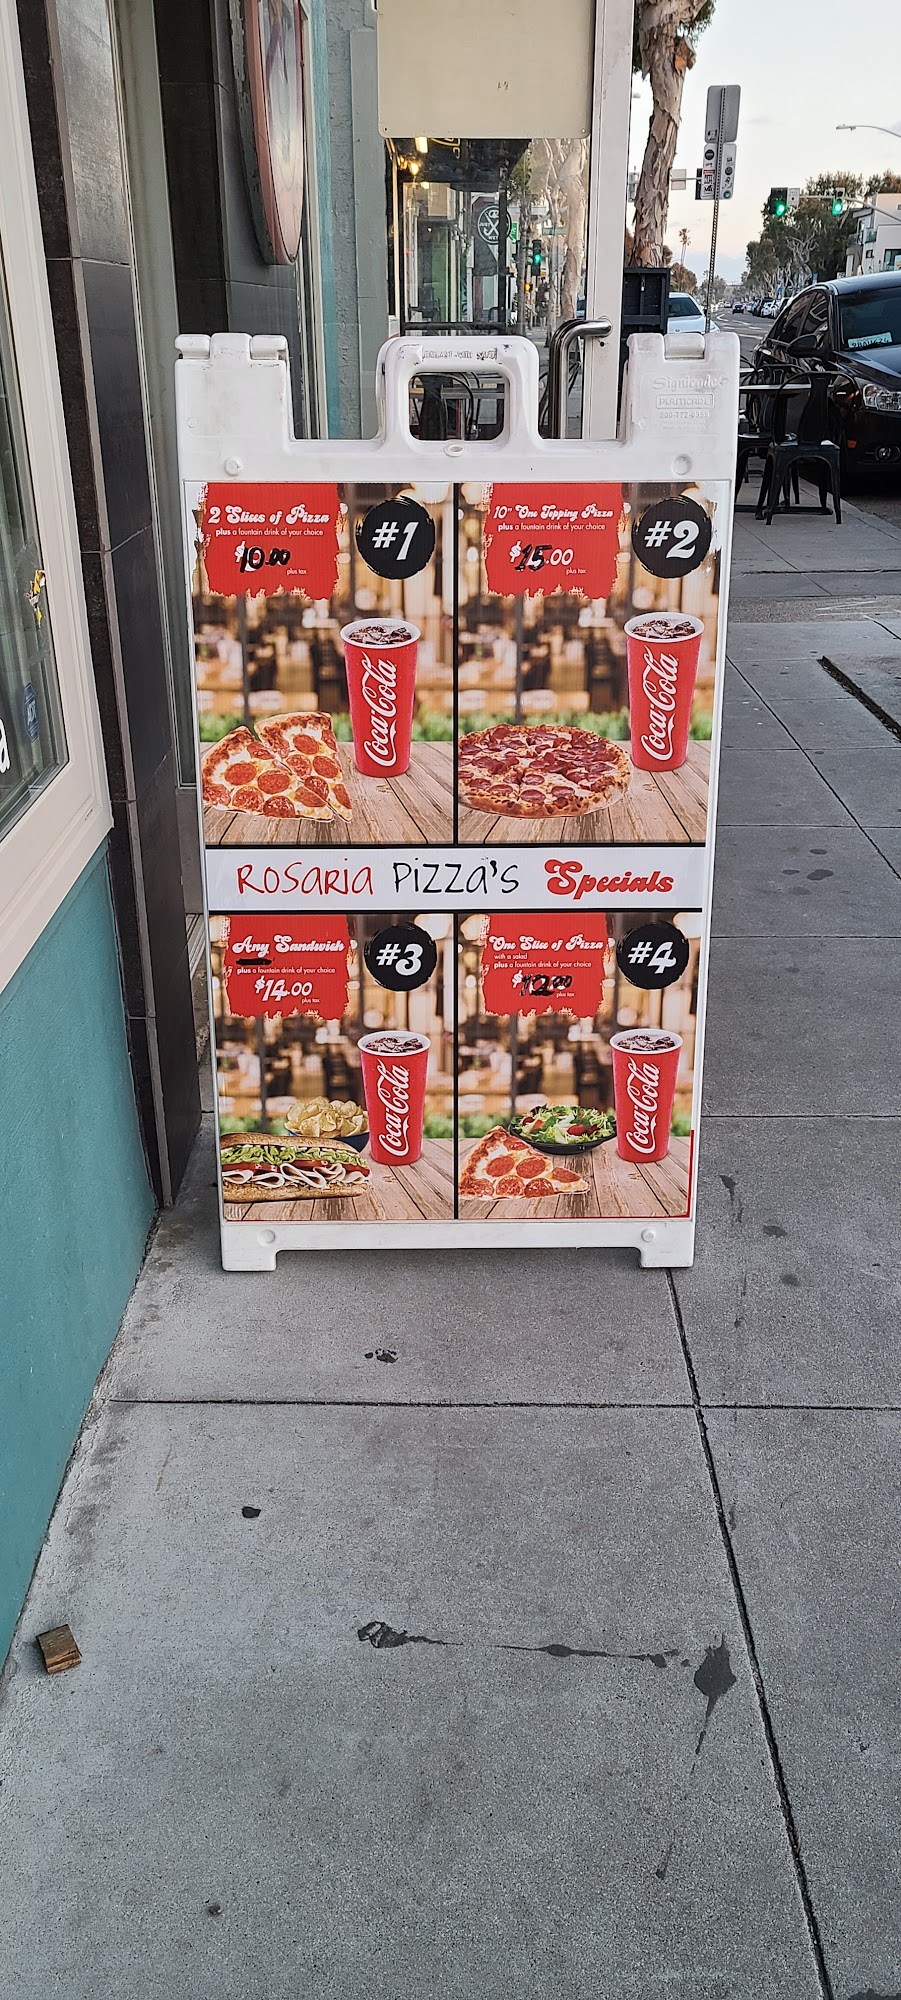 Signicade
PLASTICADE
2 Slices of Pizza
plus a fountain drink of your choice
$10.00
plus tax
#1
10" One Topping Pizza
plus a fountain drink of your choice
$15.00
plus tax
#2
Coca-Cola
Coca-Cola
ROSARIA PIZZA'S Specials
Any Sandwich
plus a fountain drink of your choice
$14.00
plus tax
#3
One Slice of Pizza
with a salad
plus a fountain drink of your choice
$12.00
plus tax
#4
Coca-Cola
Coca-Cola